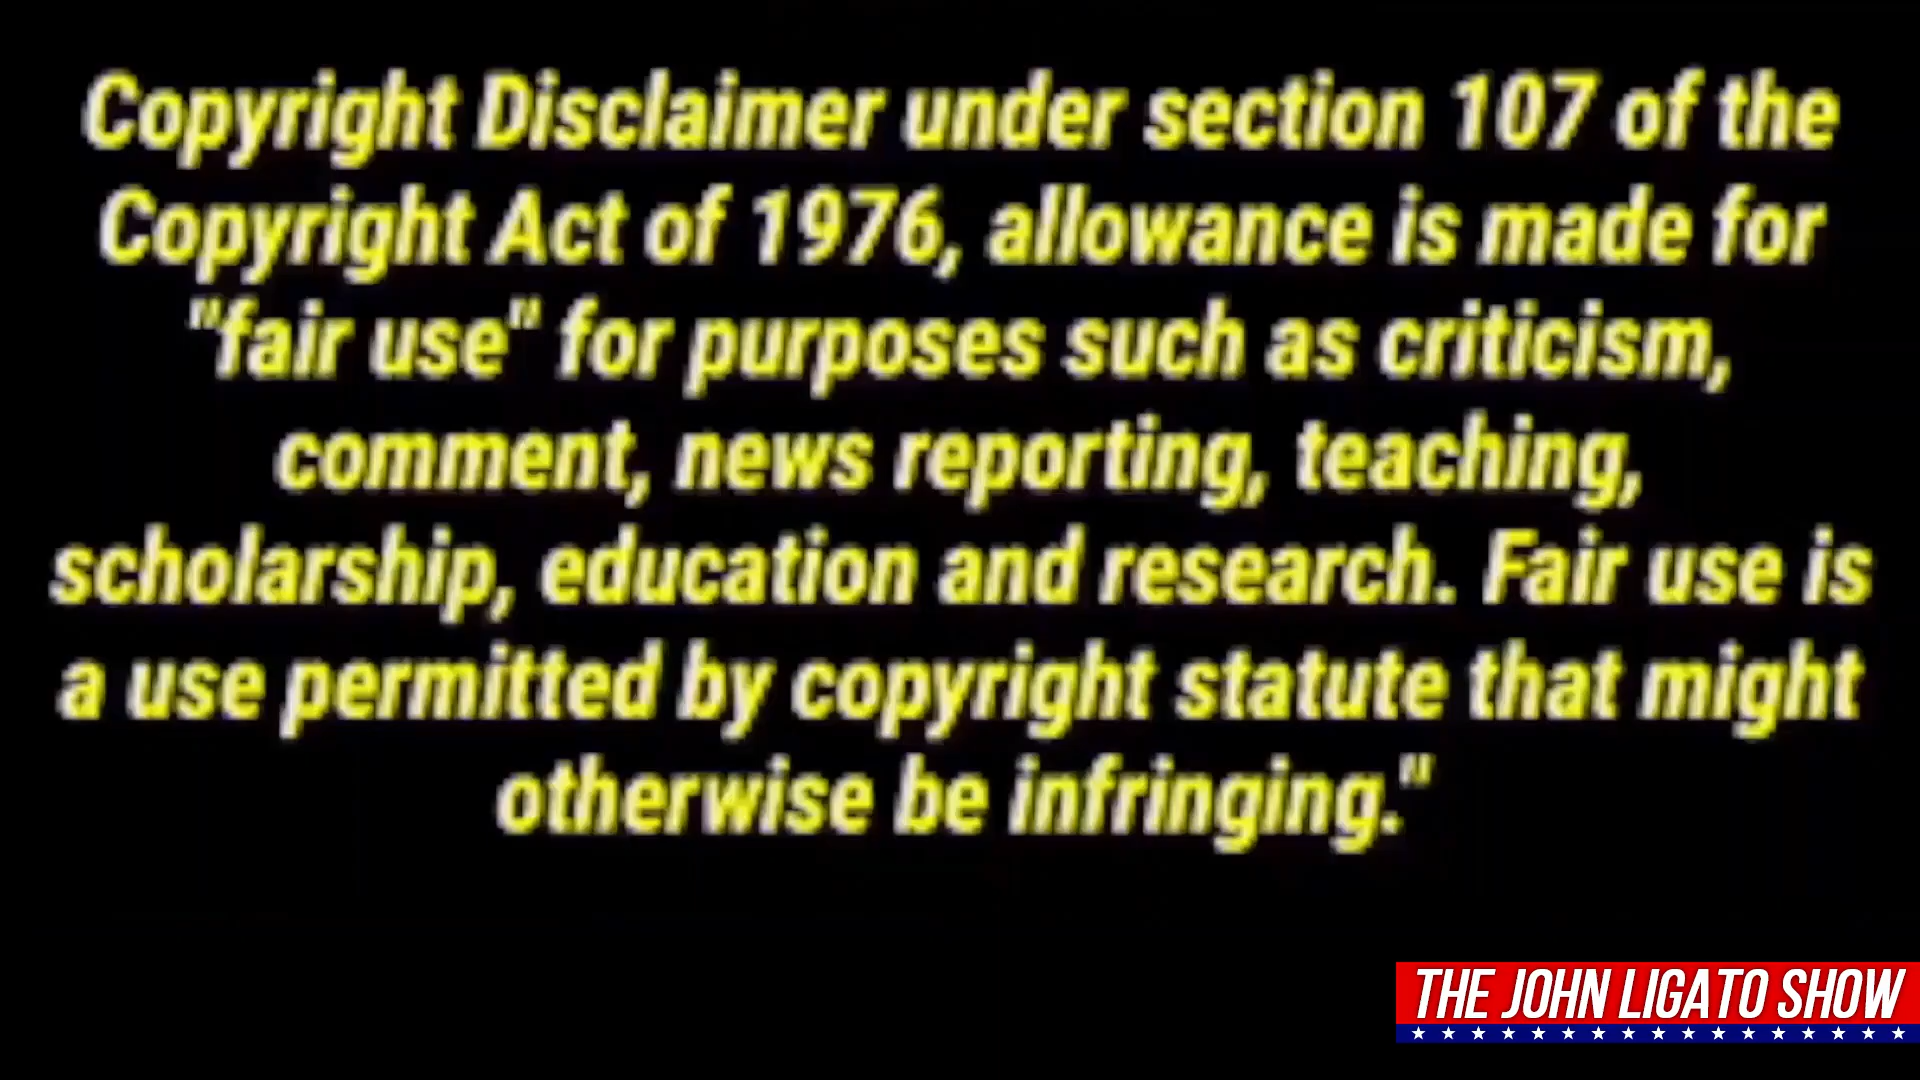 Copyright Disclaimer under section 107 of the
Copyright Act of 1976, allowance is made for
"fair use" for purposes such as criticism,
comment, news reporting, teaching,
scholarship, education and research. Fair use is
a use permitted by copyright statute that might
otherwise be infringing."
THE JOHN LIGATO SHOW